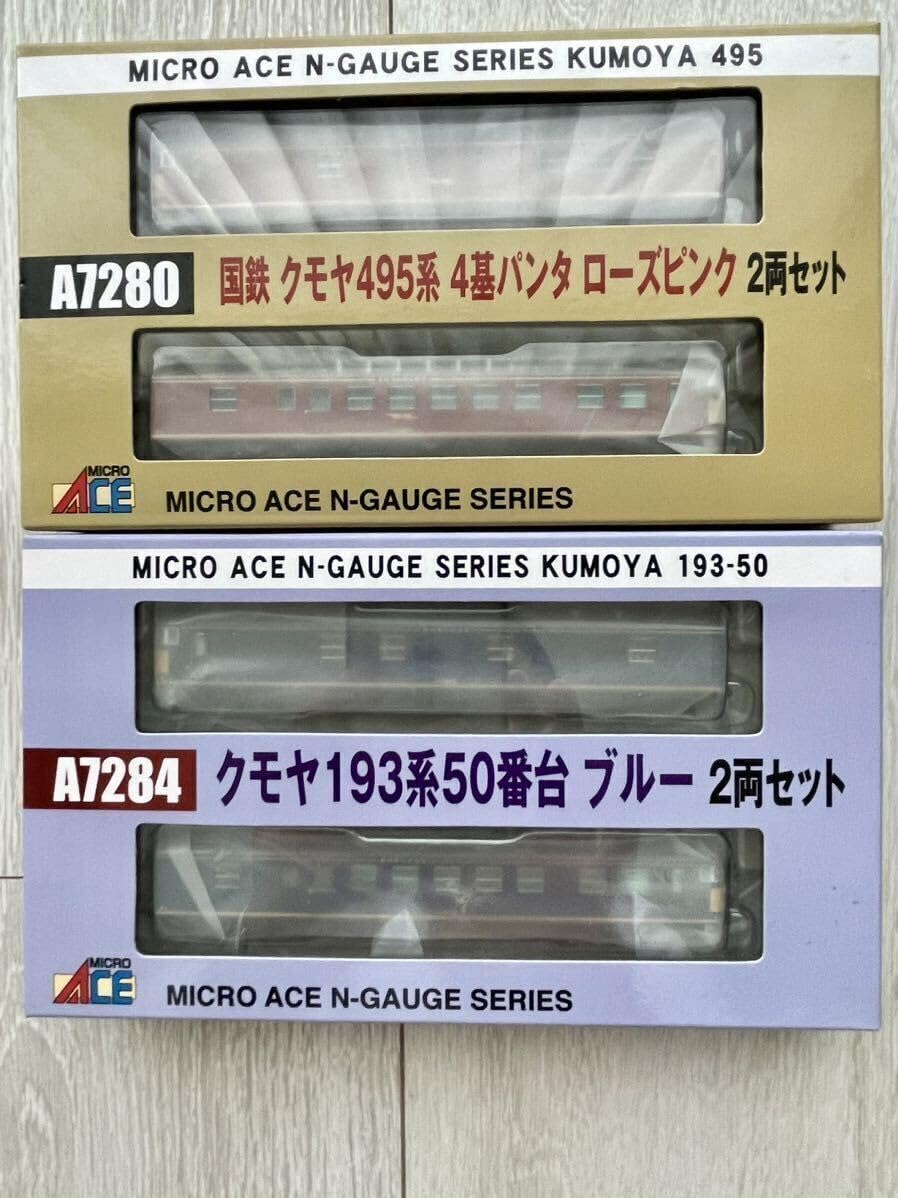 MICRO ACE N-GAUGE SERIES KUMOYA 495
A7280 国鉄 クモヤ495系 4基パンタ ローズピンク 2両セット
MICRO ACE MICRO ACE N-GAUGE SERIES
MICRO ACE N-GAUGE SERIES KUMOYA 193-50
A7284 クモヤ193系50番台 ブルー 2両セット
MICRO ACE MICRO ACE N-GAUGE SERIES